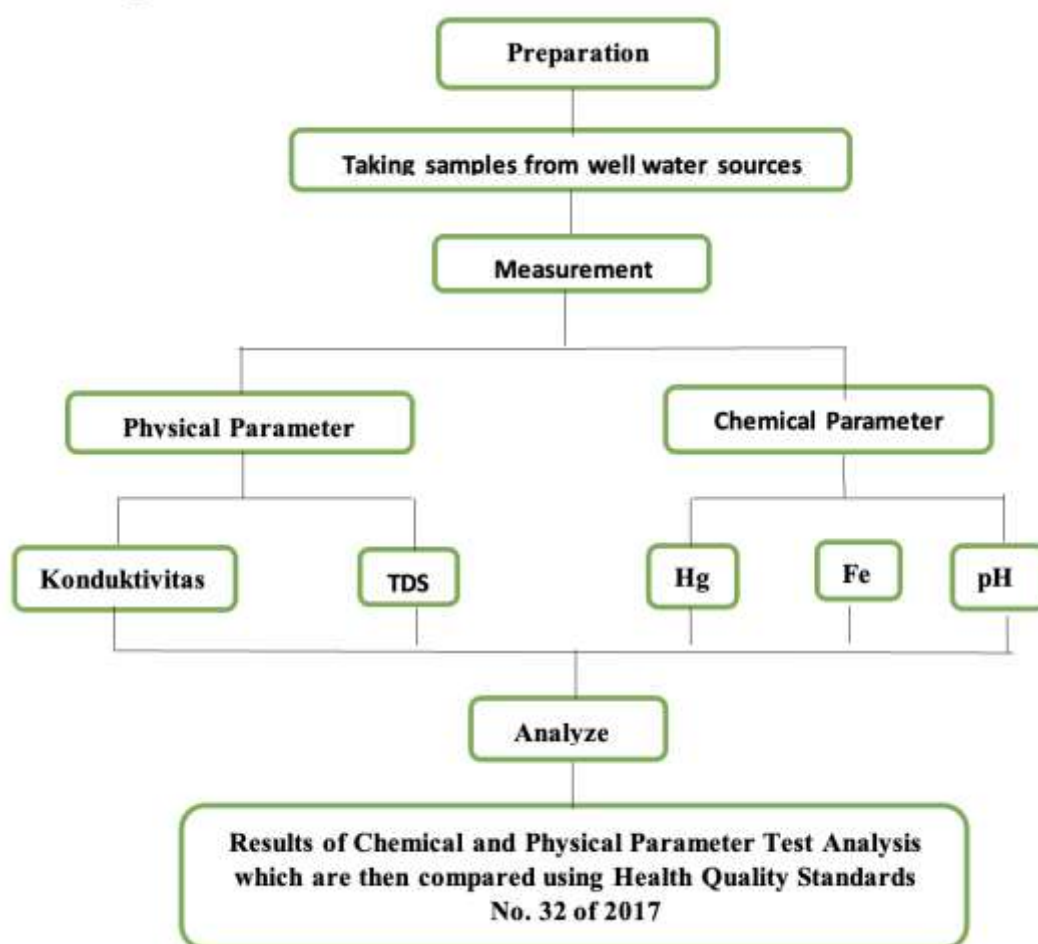 Preparation
Taking samples from well water sources
Measurement
Physical Parameter
Chemical Parameter
Konduktivitas
TDS
Hg
Fe
pH
Analyze
Results of Chemical and Physical Parameter Test Analysis
which are then compared using Health Quality Standards
No. 32 of 2017